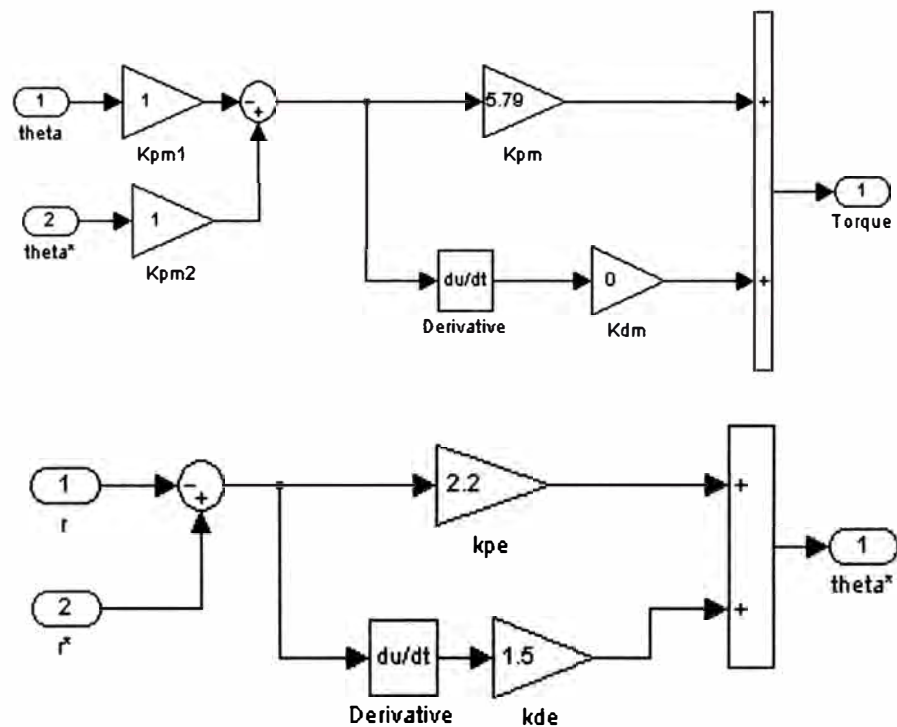 1
theta
1
Kpm1
-
+
5.79
Kpm
+
2
theta*
1
Kpm2
du/dt
Derivative
0
Kdm
+
1
Torque
1
r
-
+
2.2
kpe
+
2
r*
du/dt
Derivative
1.5
kde
+
1
theta*